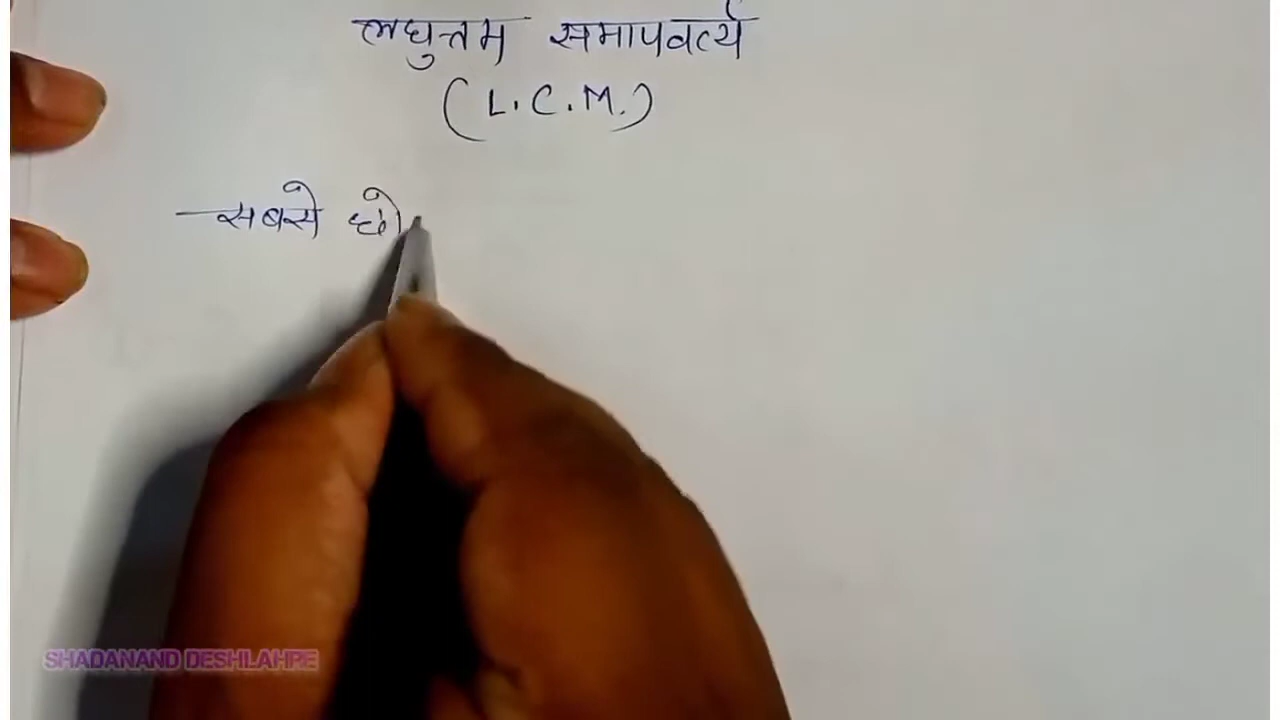 लघुत्तम समापवर्त्य
(L.C.M.)
सबसे छो
SHADANAND DESHLAHRE